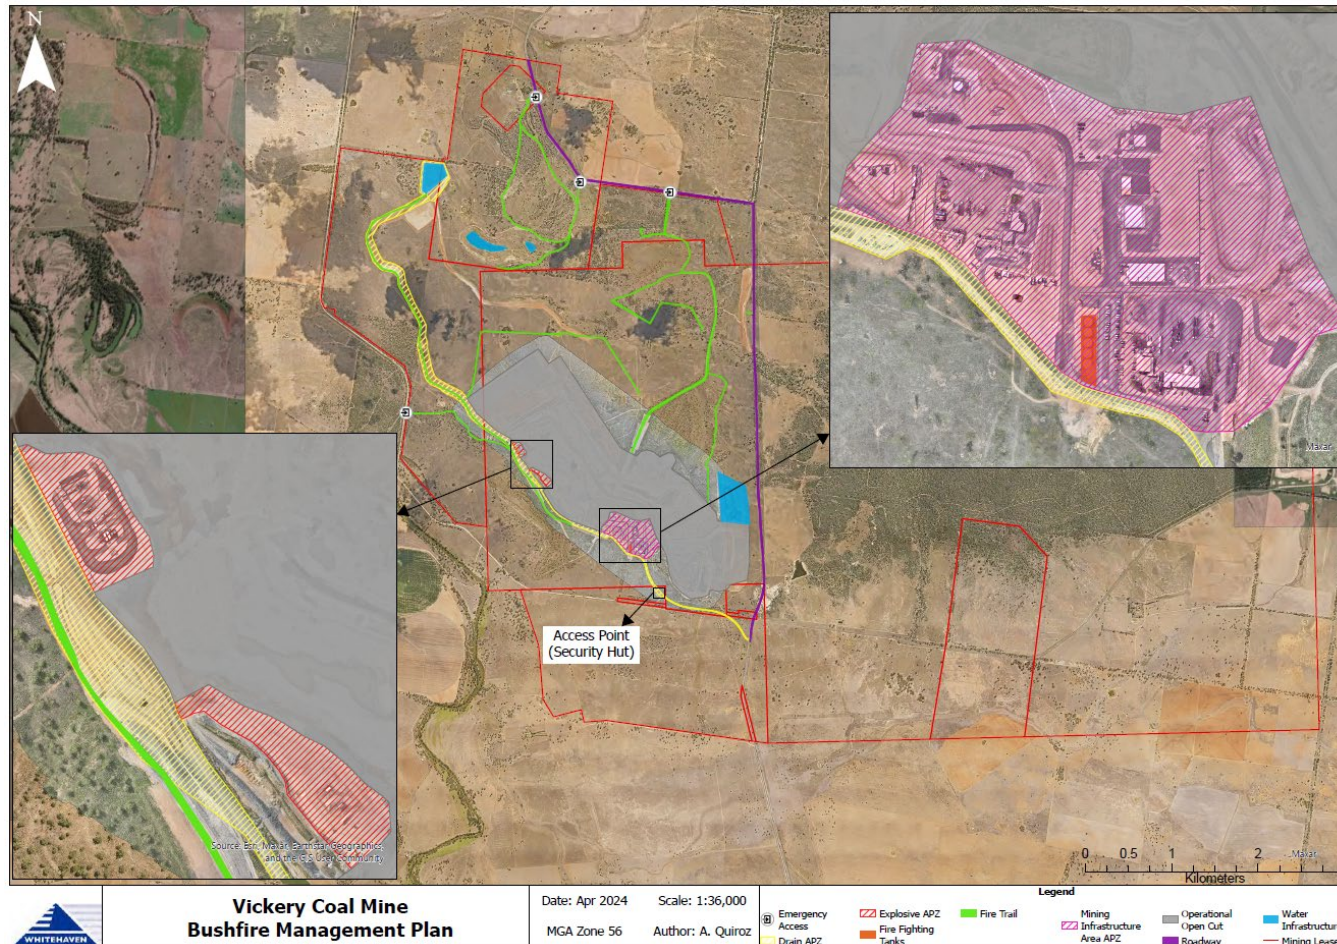 N
Access Point
(Security Hut)
Maxar
Source: Esri, Maxar, Earthstar Geographics,
and the GIS User Community
0 0.5 1 2
Kilometers
Maxar
WHITEHAVEN
Vickery Coal Mine
Bushfire Management Plan
Date: Apr 2024
Scale: 1:36,000
MGA Zone 56
Author: A. Quiroz
Legend
Emergency
Access
Drain APZ
Explosive APZ
Fire Fighting
Tanks
Fire Trail
Mining
Infrastructure
Area APZ
Operational
Open Cut
Roadway
Water
Mining Lease